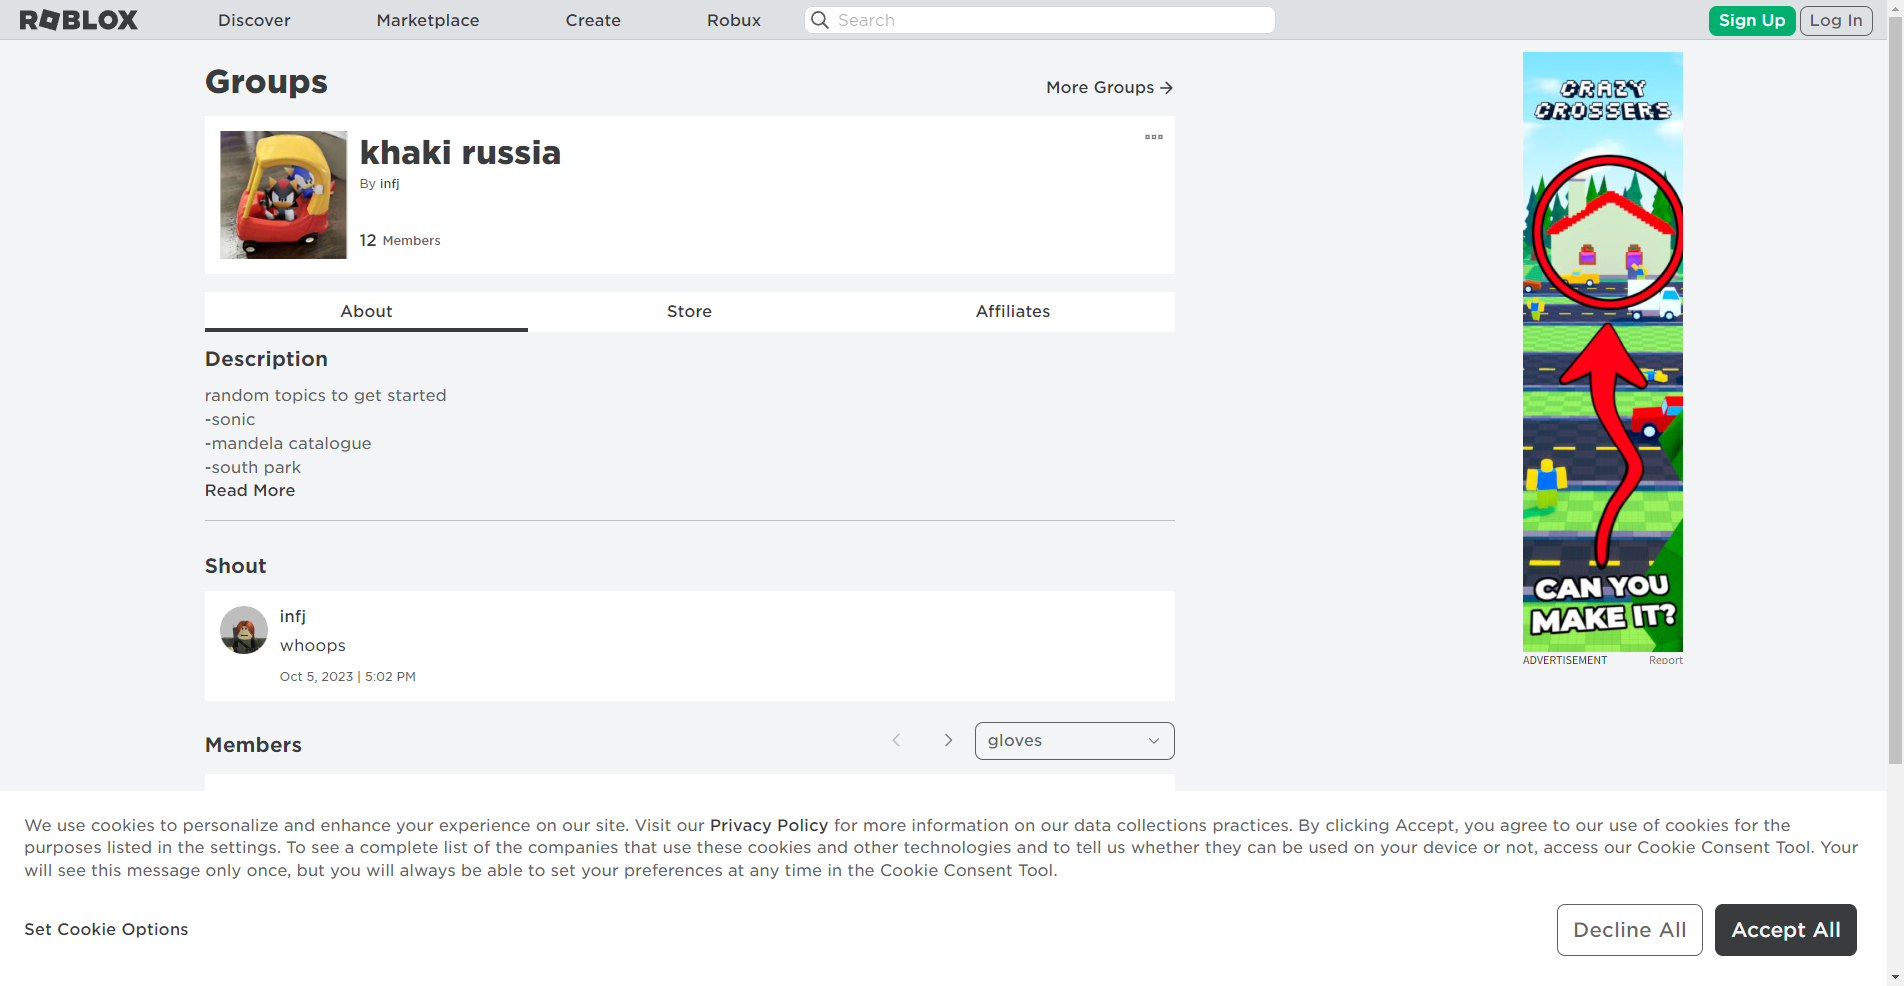 ROBLOX
Discover
Marketplace
Create
Robux
Search
Sign Up
Log In
Groups
More Groups
khaki russia
By infj
12 Members
About
Store
Affiliates
Description
random topics to get started
-sonic
-mandela catalogue
-south park
Read More
Shout
infj
whoops
Oct 5, 2023 | 5:02 PM
Members
gloves
CRAZY
CROSSERS
CAN YOU
MAKE IT?
ADVERTISEMENT
Report
We use cookies to personalize and enhance your experience on our site. Visit our Privacy Policy for more information on our data collections practices. By clicking Accept, you agree to our use of cookies for the
purposes listed in the settings. To see a complete list of the companies that use these cookies and other technologies and to tell us whether they can be used on your device or not, access our Cookie Consent Tool. Your
will see this message only once, but you will always be able to set your preferences at any time in the Cookie Consent Tool.
Set Cookie Options
Decline All
Accept All